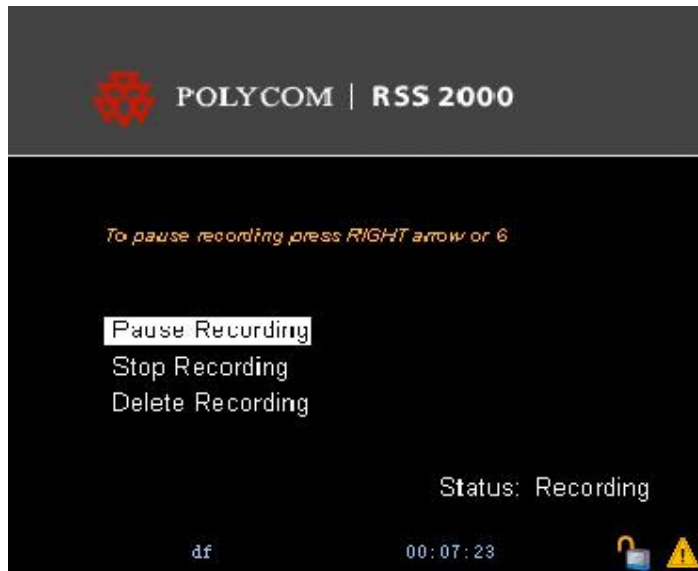 POLYCOM | RSS 2000
To pause recording press RIGHT arrow or 6
Pause Recording
Stop Recording
Delete Recording
Status: Recording
df 00:07:23